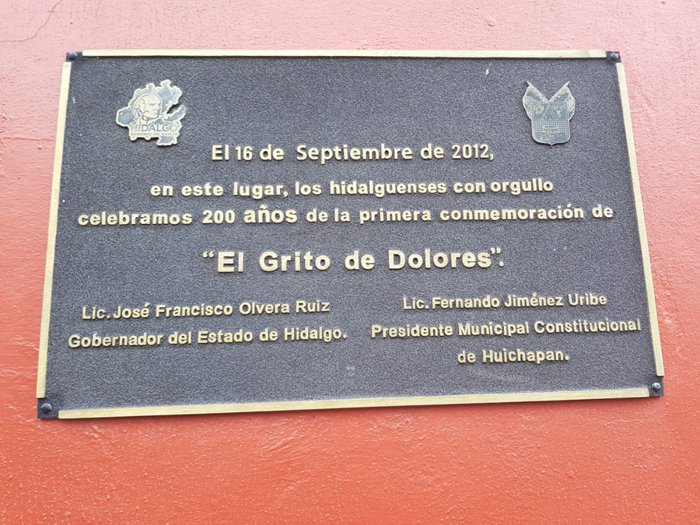 HIDALGO
El 16 de Septiembre de 2012,
en este lugar, los hidalguenses con orgullo
celebramos 200 años de la primera conmemoración de
“El Grito de Dolores”.
Lic. José Francisco Olvera Ruiz
Gobernador del Estado de Hidalgo.
Lic. Fernando Jiménez Uribe
Presidente Municipal Constitucional
de Huichapan.